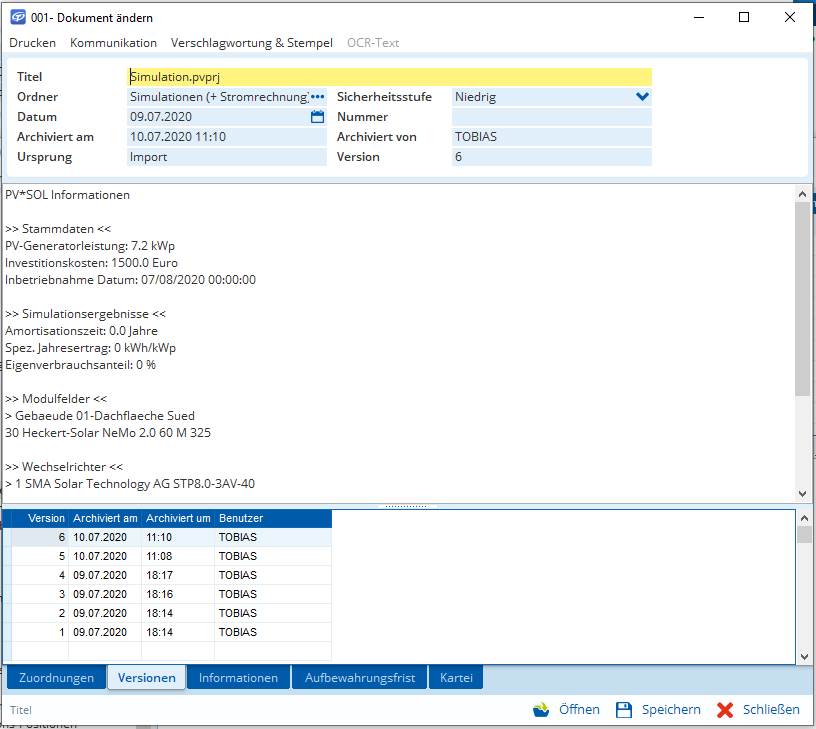 001- Dokument ändern
Drucken Kommunikation Verschlagwortung & Stempel OCR-Text
Titel Simulation.pvprj
Ordner Simulationen (+ Stromrechnung) ••• Sicherheitsstufe Niedrig
Datum 09.07.2020 Nummer
Archiviert am 10.07.2020 11:10 Archiviert von TOBIAS
Ursprung Import Version 6
PV*SOL Informationen
>> Stammdaten <<
PV-Generatorleistung: 7.2 kWp
Investitionskosten: 1500.0 Euro
Inbetriebnahme Datum: 07/08/2020 00:00:00
>> Simulationsergebnisse <<
Amortisationszeit: 0.0 Jahre
Spez. Jahresertrag: 0 kWh/kWp
Eigenverbrauchsanteil: 0 %
>> Modulfelder <<
> Gebaeude 01-Dachflaeche Sued
30 Heckert-Solar NeMo 2.0 60 M 325
>> Wechselrichter <<
> 1 SMA Solar Technology AG STP8.0-3AV-40
Version Archiviert am Archiviert um Benutzer
6 10.07.2020 11:10 TOBIAS
5 10.07.2020 11:08 TOBIAS
4 09.07.2020 18:17 TOBIAS
3 09.07.2020 18:16 TOBIAS
2 09.07.2020 18:14 TOBIAS
1 09.07.2020 18:14 TOBIAS
Zuordnungen Versionen Informationen Aufbewahrungsfrist Kartei
Titel Öffnen Speichern Schließen